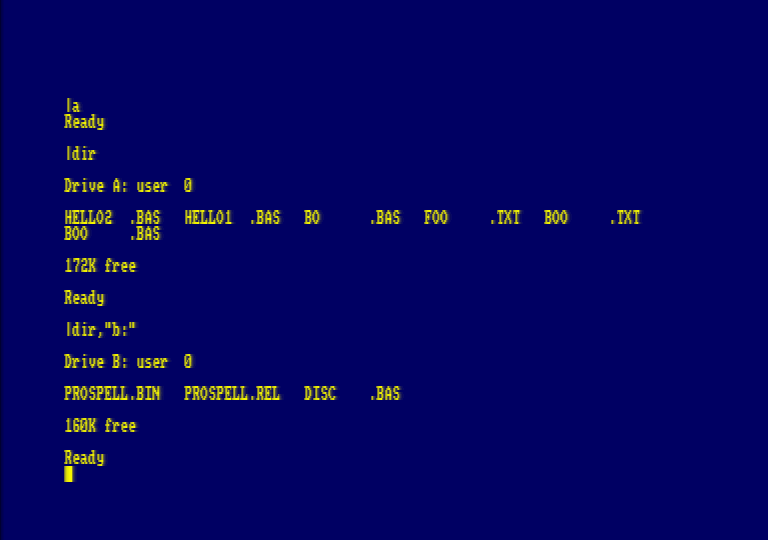 |a
Ready
|dir
Drive A: user  0
HELLO2  .BAS   HELLO1  .BAS   BO      .BAS   FOO     .TXT   BOO     .TXT
BOO     .BAS
172K free
Ready
|dir,"b:"
Drive B: user  0
PROSPELL.BIN   PROSPELL.REL   DISC    .BAS
160K free
Ready